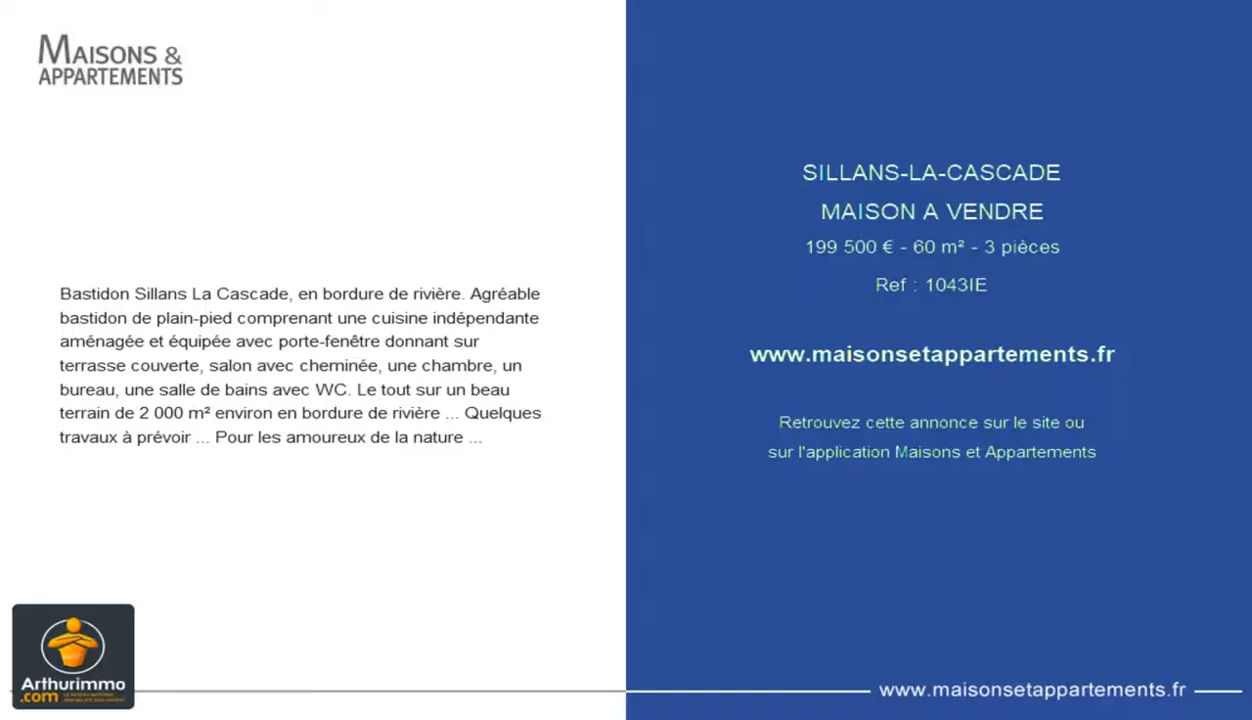 MAISONS &
APPARTEMENTS
Bastidon Sillans La Cascade, en bordure de rivière. Agréable
bastidon de plain-pied comprenant une cuisine indépendante
aménagée et équipée avec porte-fenêtre donnant sur
terrasse couverte, salon avec cheminée, une chambre, un
bureau, une salle de bains avec WC. Le tout sur un beau
terrain de 2 000 m² environ en bordure de rivière ... Quelques
travaux à prévoir ... Pour les amoureux de la nature ...
SILLANS-LA-CASCADE
MAISON A VENDRE
199 500 € - 60 m² - 3 pièces
Ref : 1043IE
www.maisonsetappartements.fr
Retrouvez cette annonce sur le site ou
sur l'application Maisons et Appartements
Arthurimmo
.com
www.maisonsetappartements.fr